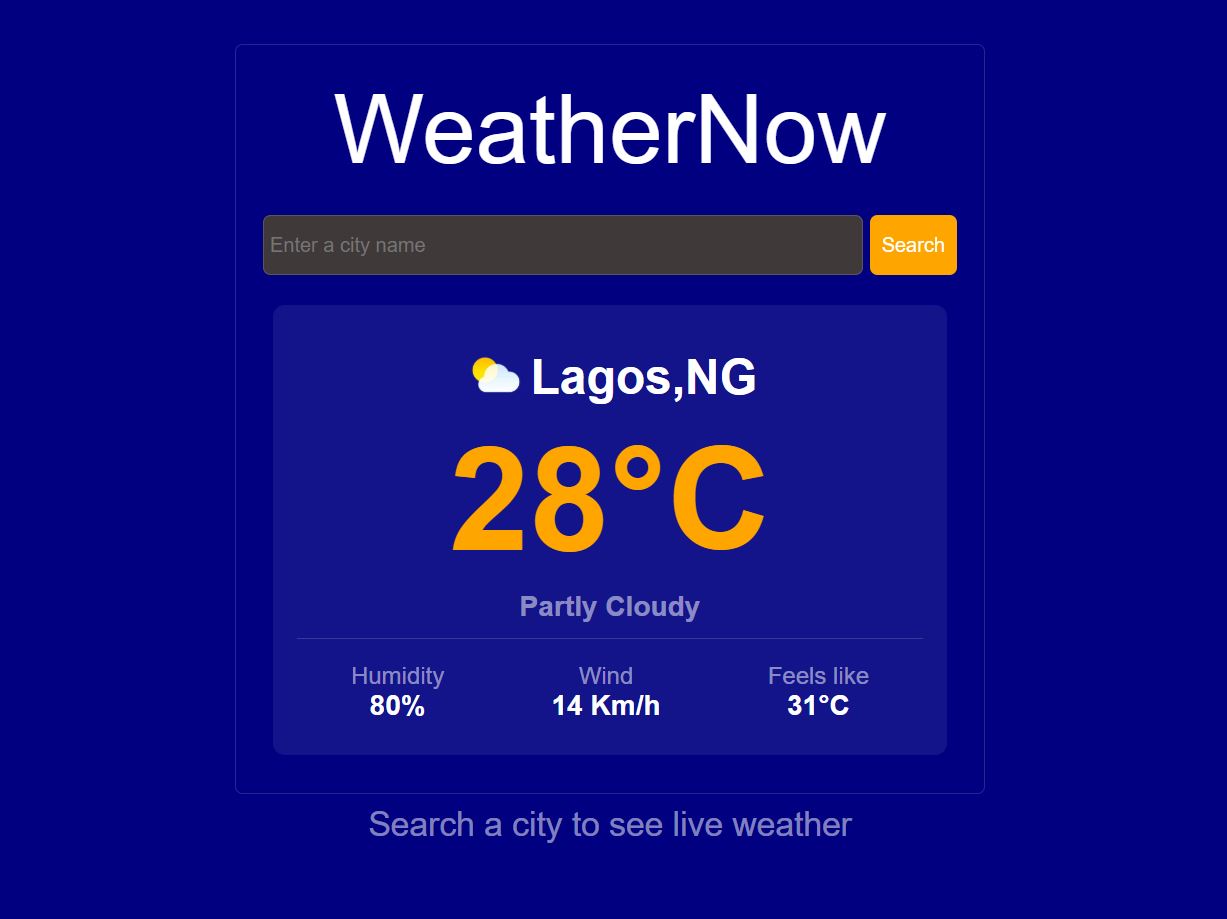 WeatherNow
Enter a city name
Search
Lagos,NG
28°C
Partly Cloudy
Humidity Wind Feels like
80% 14 Km/h 31°C
Search a city to see live weather